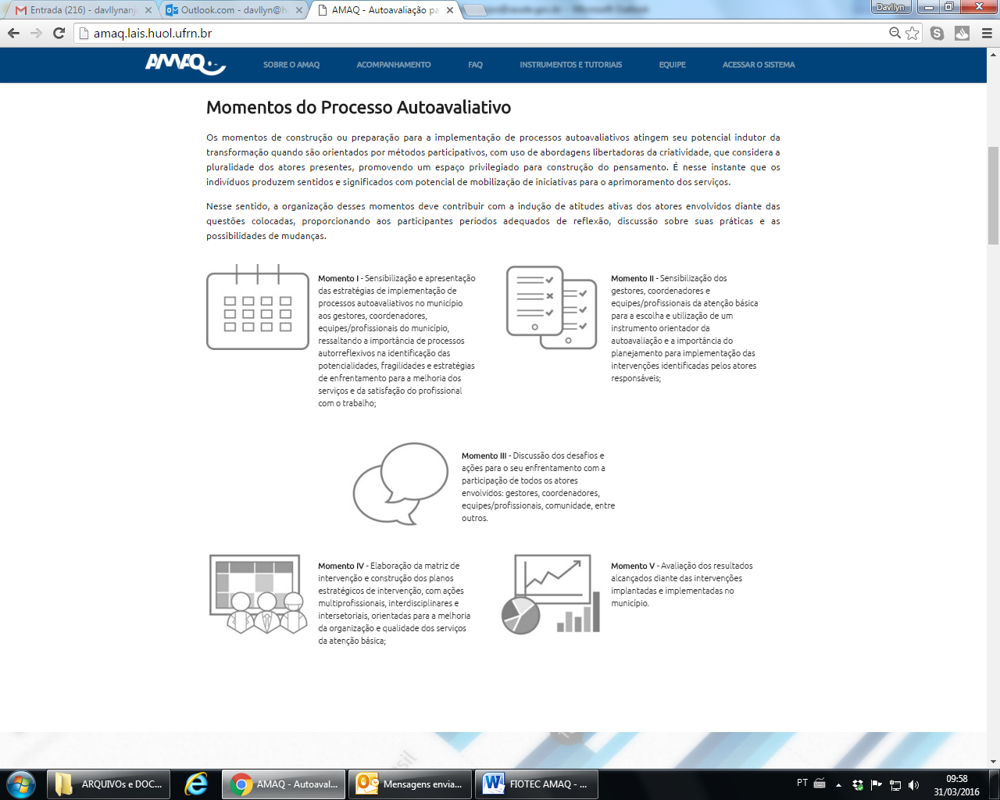 Entrada (216) - davllynanj
Outlook.com - davllyn@h
AMAQ - Autoavaliação pa
Davllyn
amaq.lais.huol.ufrn.br
AMAQ
SOBRE O AMAQ
ACOMPANHAMENTO
FAQ
INSTRUMENTOS E TUTORIAIS
EQUIPE
ACESSAR O SISTEMA
Momentos do Processo Autoavaliativo
Os momentos de construção ou preparação para a implementação de processos autoavaliativos atingem seu potencial indutor da
transformação quando são orientados por métodos participativos, com uso de abordagens libertadoras da criatividade, que considera a
pluralidade dos atores presentes, promovendo um espaço privilegiado para construção do pensamento. É nesse instante que os
indivíduos produzem sentidos e significados com potencial de mobilização de iniciativas para o aprimoramento dos serviços.
Nesse sentido, a organização desses momentos deve contribuir com a indução de atitudes ativas dos atores envolvidos diante das
questões colocadas, proporcionando aos participantes períodos adequados de reflexão, discussão sobre suas práticas e as
possibilidades de mudanças.
Momento I - Sensibilização e apresentação
das estratégias de implementação de
processos autoavaliativos no município
aos gestores, coordenadores,
equipes/profissionais do município,
ressaltando a importância de processos
autorreflexivos na identificação das
potencialidades, fragilidades e estratégias
de enfrentamento para a melhoria dos
serviços e da satisfação do profissional
com o trabalho;
Momento II - Sensibilização dos
gestores, coordenadores e
equipes/profissionais da atenção básica
para a escolha e utilização de um
instrumento orientador da
autoavaliação e a importância do
planejamento para implementação das
intervenções identificadas pelos atores
responsáveis;
Momento III - Discussão dos desafios e
ações para o seu enfrentamento com a
participação de todos os atores
envolvidos: gestores, coordenadores,
equipes/profissionais, comunidade, entre
outros.
Momento IV - Elaboração da matriz de
intervenção e construção dos planos
estratégicos de intervenção, com ações
multiprofissionais, interdisciplinares e
intersetoriais, orientadas para a melhoria
da organização e qualidade dos serviços
da atenção básica;
Momento V - Avaliação dos resultados
alcançados diante das intervenções
implantadas e implementadas no
município.
sil
ARQUIVOs e DOC...
AMAQ - Autoaval...
Mensagens envia...
FIOTEC AMAQ - ...
PT
09:58
31/03/2016